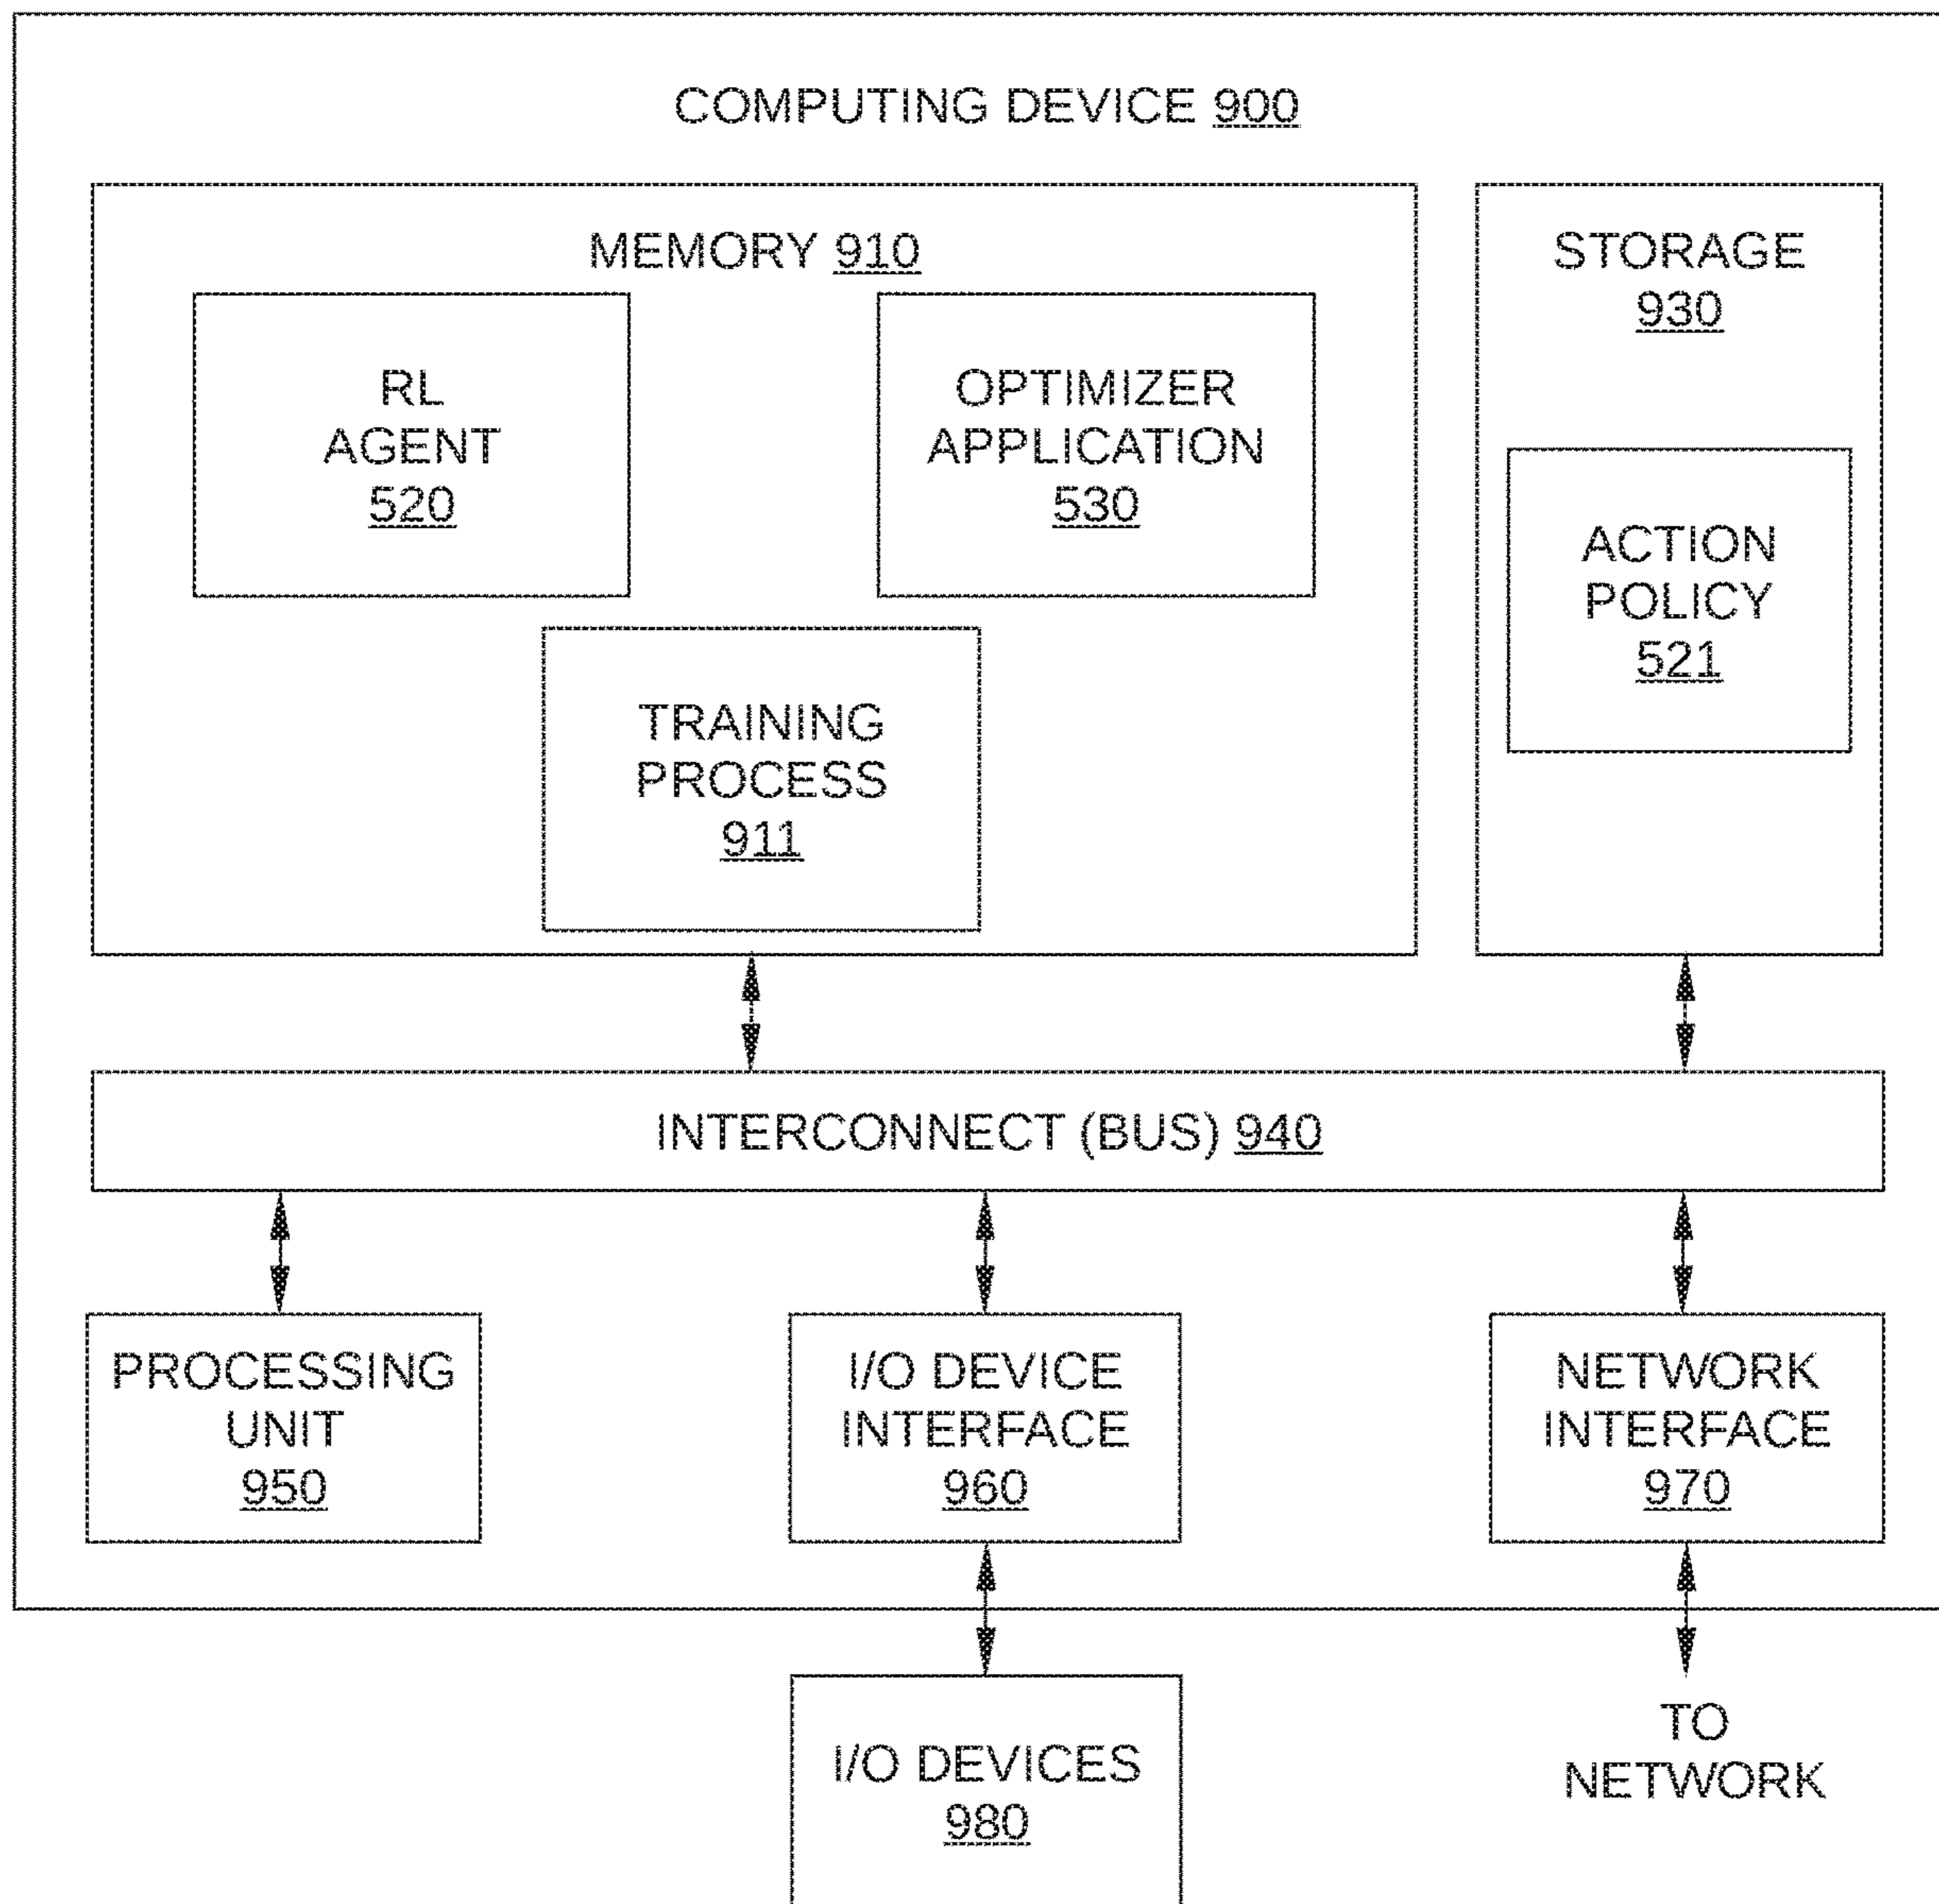 COMPUTING DEVICE 900
MEMORY 910
RL
AGENT
520
OPTIMIZER
APPLICATION
530
TRAINING
PROCESS
911
STORAGE
930
ACTION
POLICY
521
INTERCONNECT (BUS) 940
PROCESSING
UNIT
950
I/O DEVICE
INTERFACE
960
NETWORK
INTERFACE
970
I/O DEVICES
980
TO
NETWORK